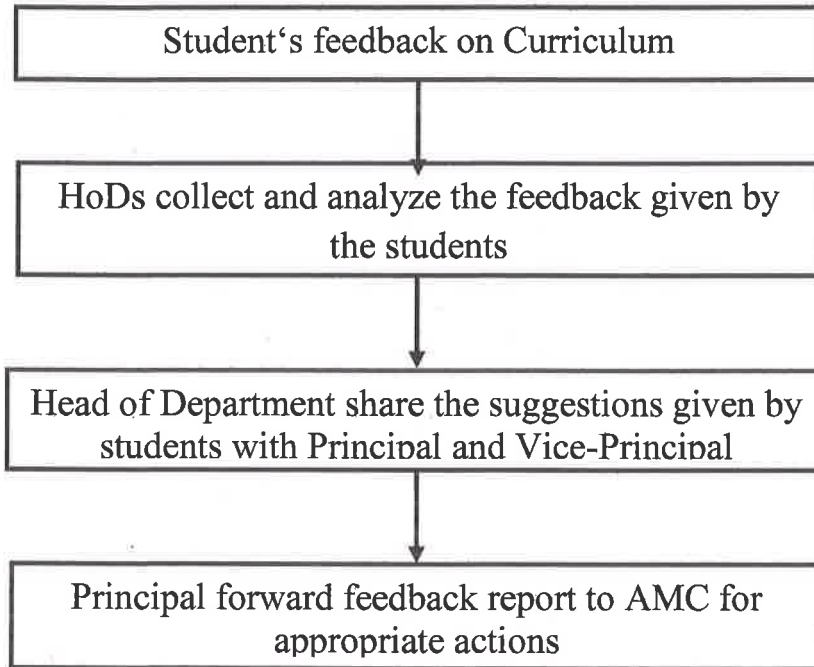 Student‘s feedback on Curriculum
HoDs collect and analyze the feedback given by
the students
Head of Department share the suggestions given by
students with Principal and Vice-Principal
Principal forward feedback report to AMC for
appropriate actions